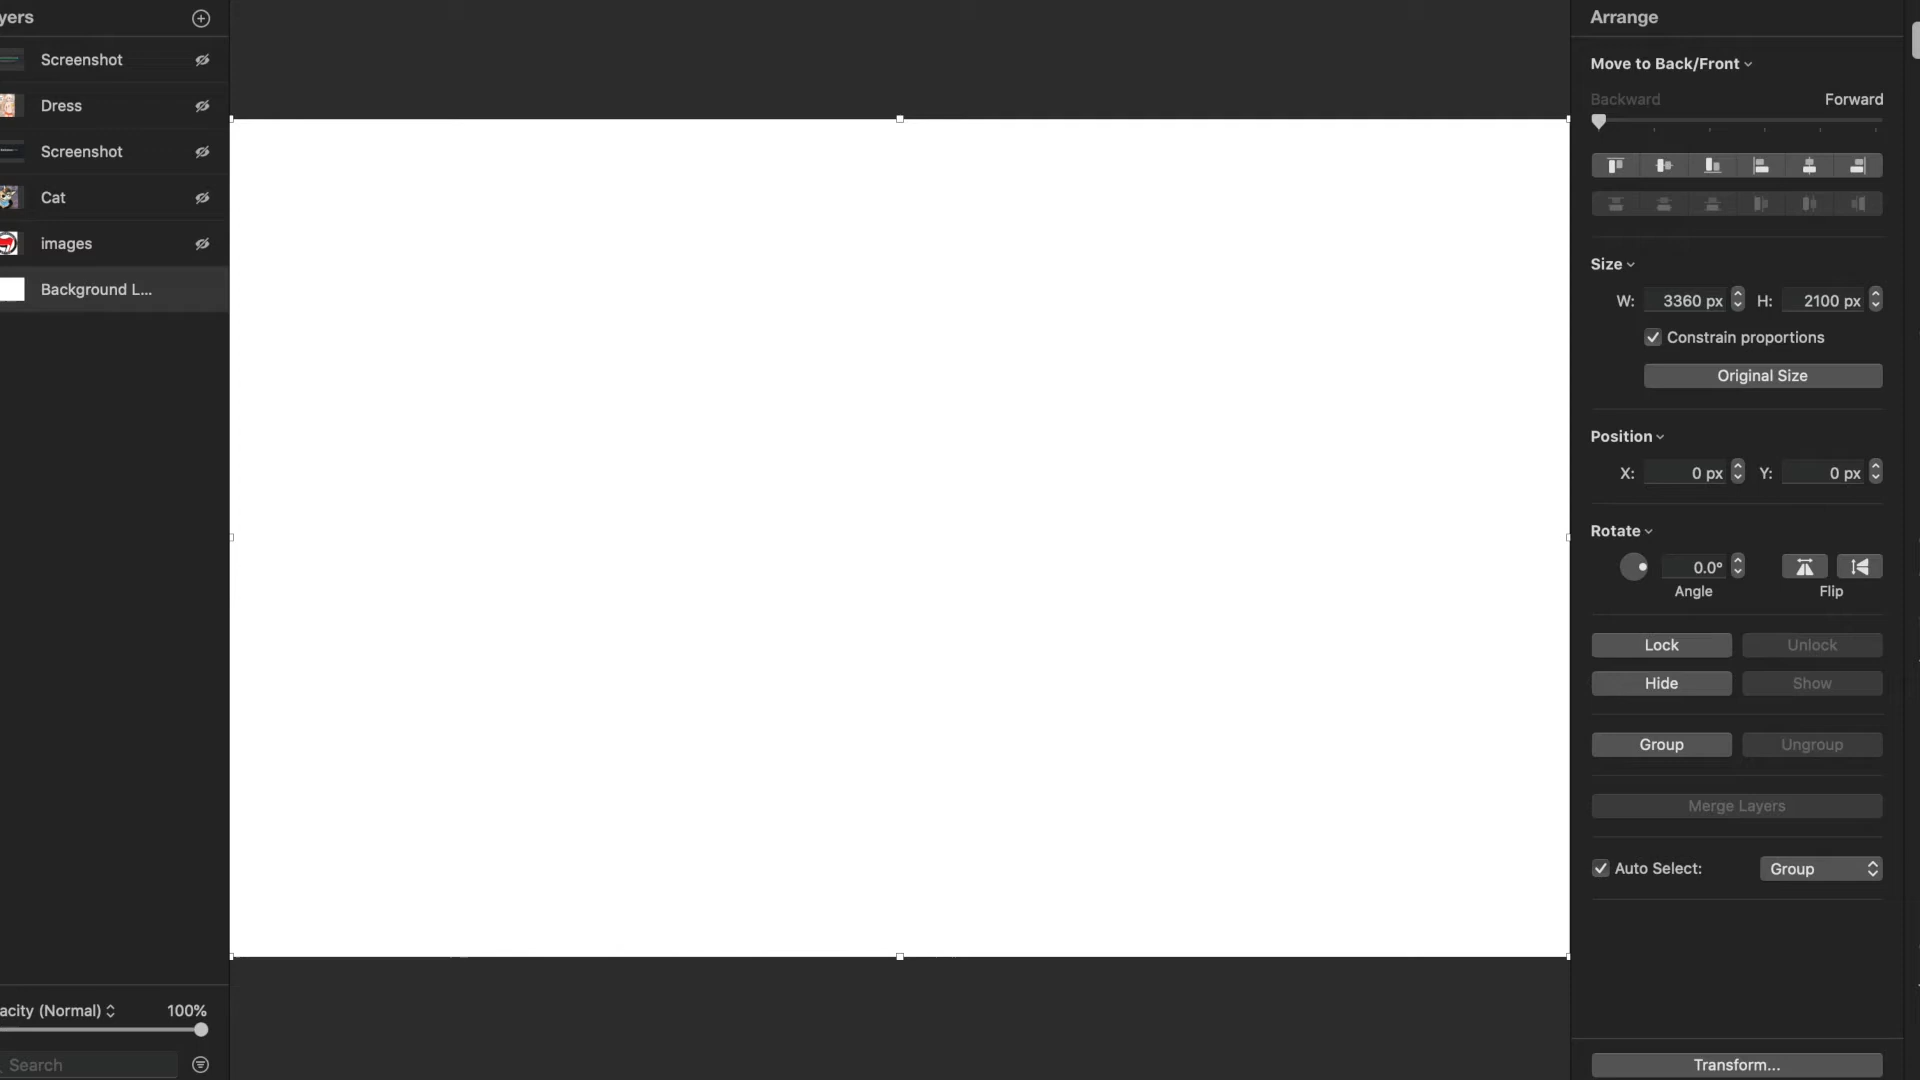 yers
Screenshot
Dress
Screenshot
Cat
images
Background L...
acity (Normal)
100%
Search
Arrange
Move to Back/Front
Backward
Forward
Size
W: 3360 px H: 2100 px
Constrain proportions
Original Size
Position
X: 0 px Y: 0 px
Rotate
0.0°
Angle
Flip
Lock
Unlock
Hide
Show
Group
Ungroup
Merge Layers
Auto Select: Group
Transform...